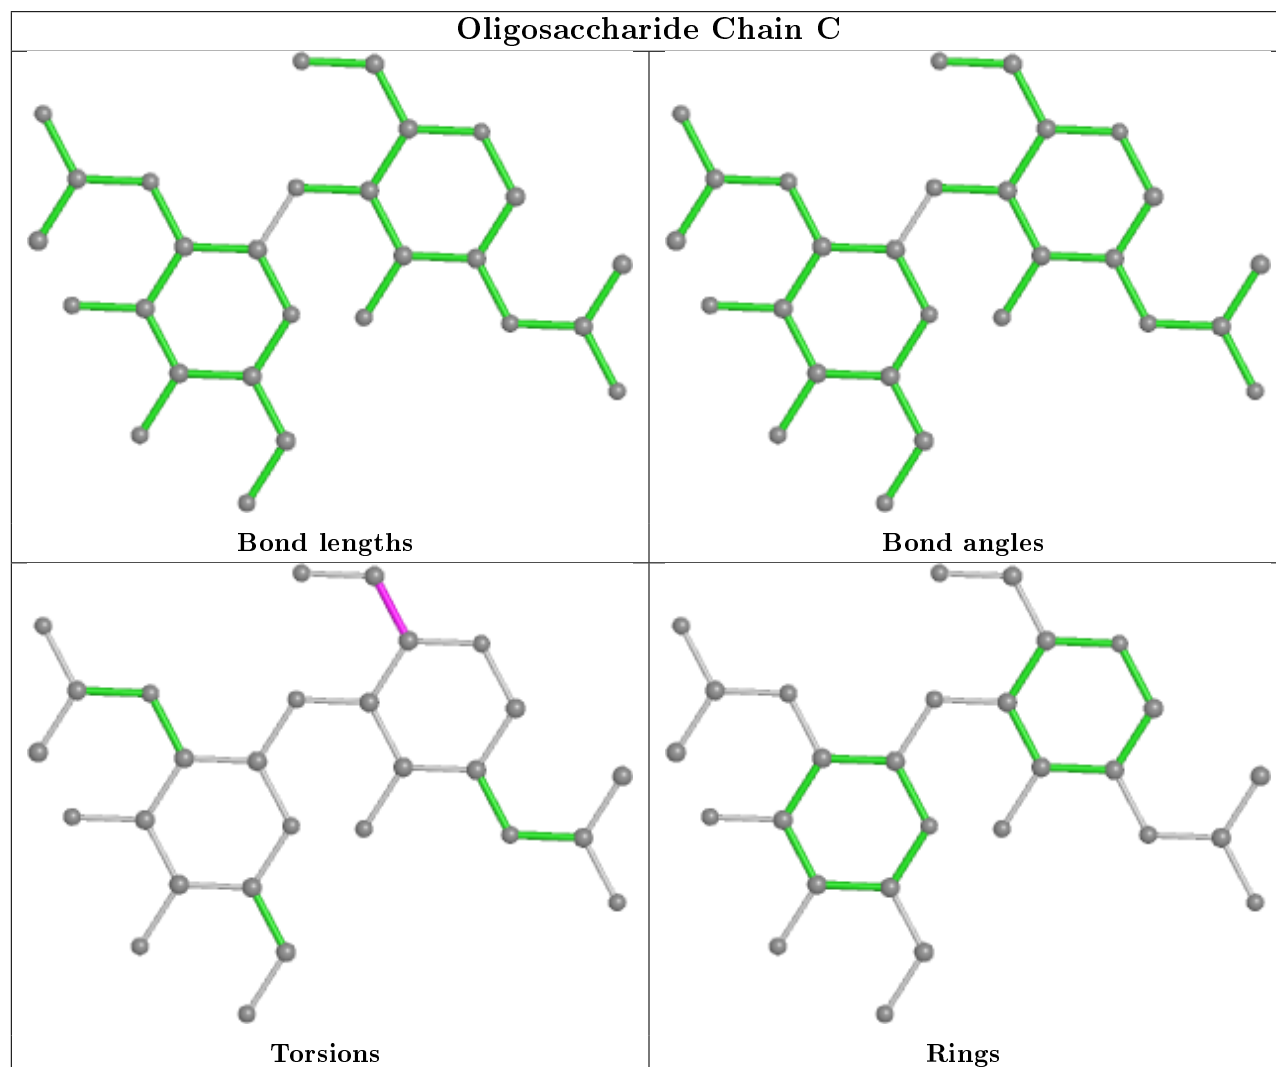 Oligosaccharide Chain C
Bond lengths
Bond angles
Torsions
Rings